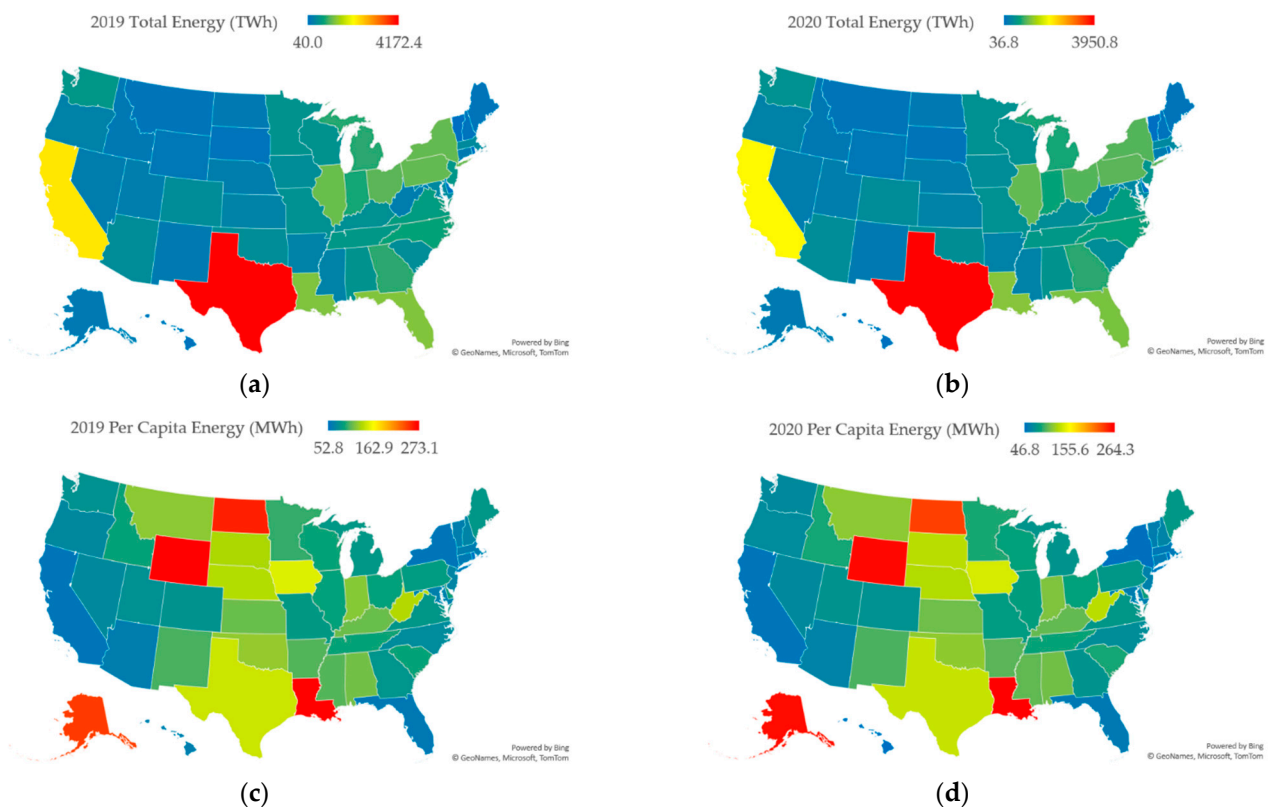 2019 Total Energy (TWh)
40.0 4172.4
Powered by Bing
© GeoNames, Microsoft, TomTom
(a)
2020 Total Energy (TWh)
36.8 3950.8
Powered by Bing
© GeoNames, Microsoft, TomTom
(b)
2019 Per Capita Energy (MWh)
52.8 162.9 273.1
Powered by Bing
© GeoNames, Microsoft, TomTom
(c)
2020 Per Capita Energy (MWh)
46.8 155.6 264.3
Powered by Bing
© GeoNames, Microsoft, TomTom
(d)